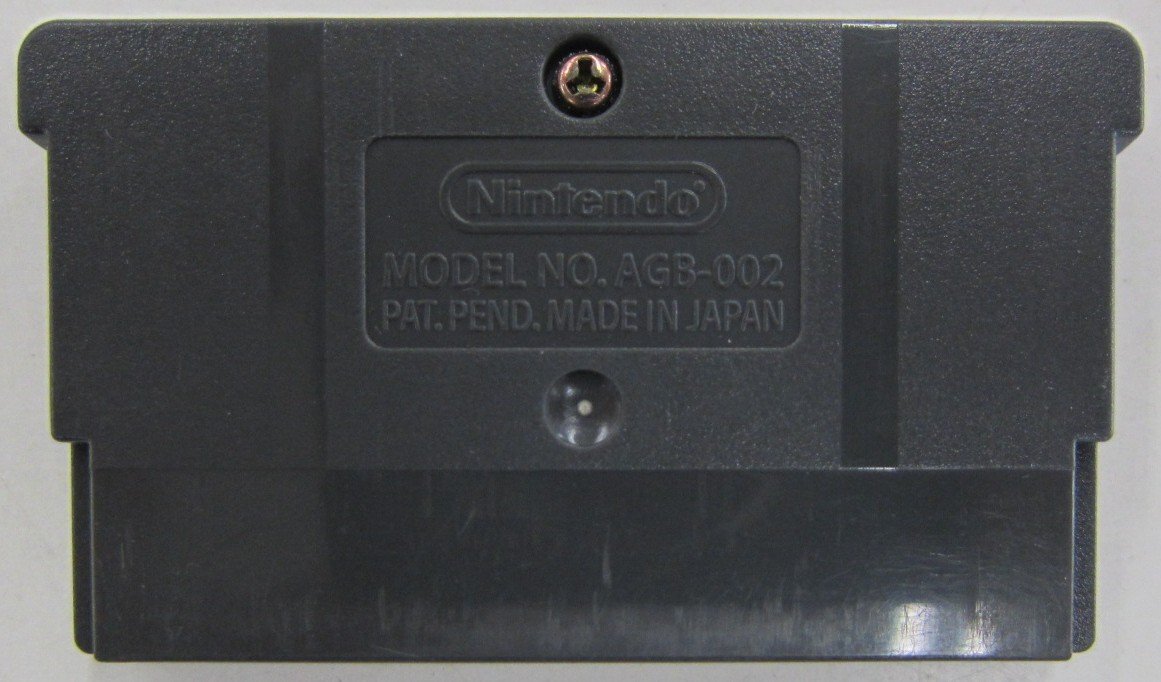 Nintendo®
MODEL NO. AGB-002
PAT. PEND. MADE IN JAPAN